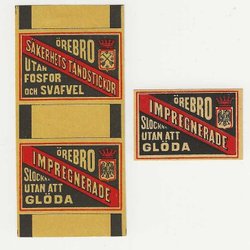 ÖREBRO
SÄKERHETS TÄNDSTICKOR
UTAN
FOSFOR
OCH SVAFVEL
ÖREBRO
IMPREGNERADE
SLOCKNA
UTAN ATT
GLÖDA
ÖREBRO
IMPREGNERADE
SLOCKNA
UTAN ATT
GLÖDA